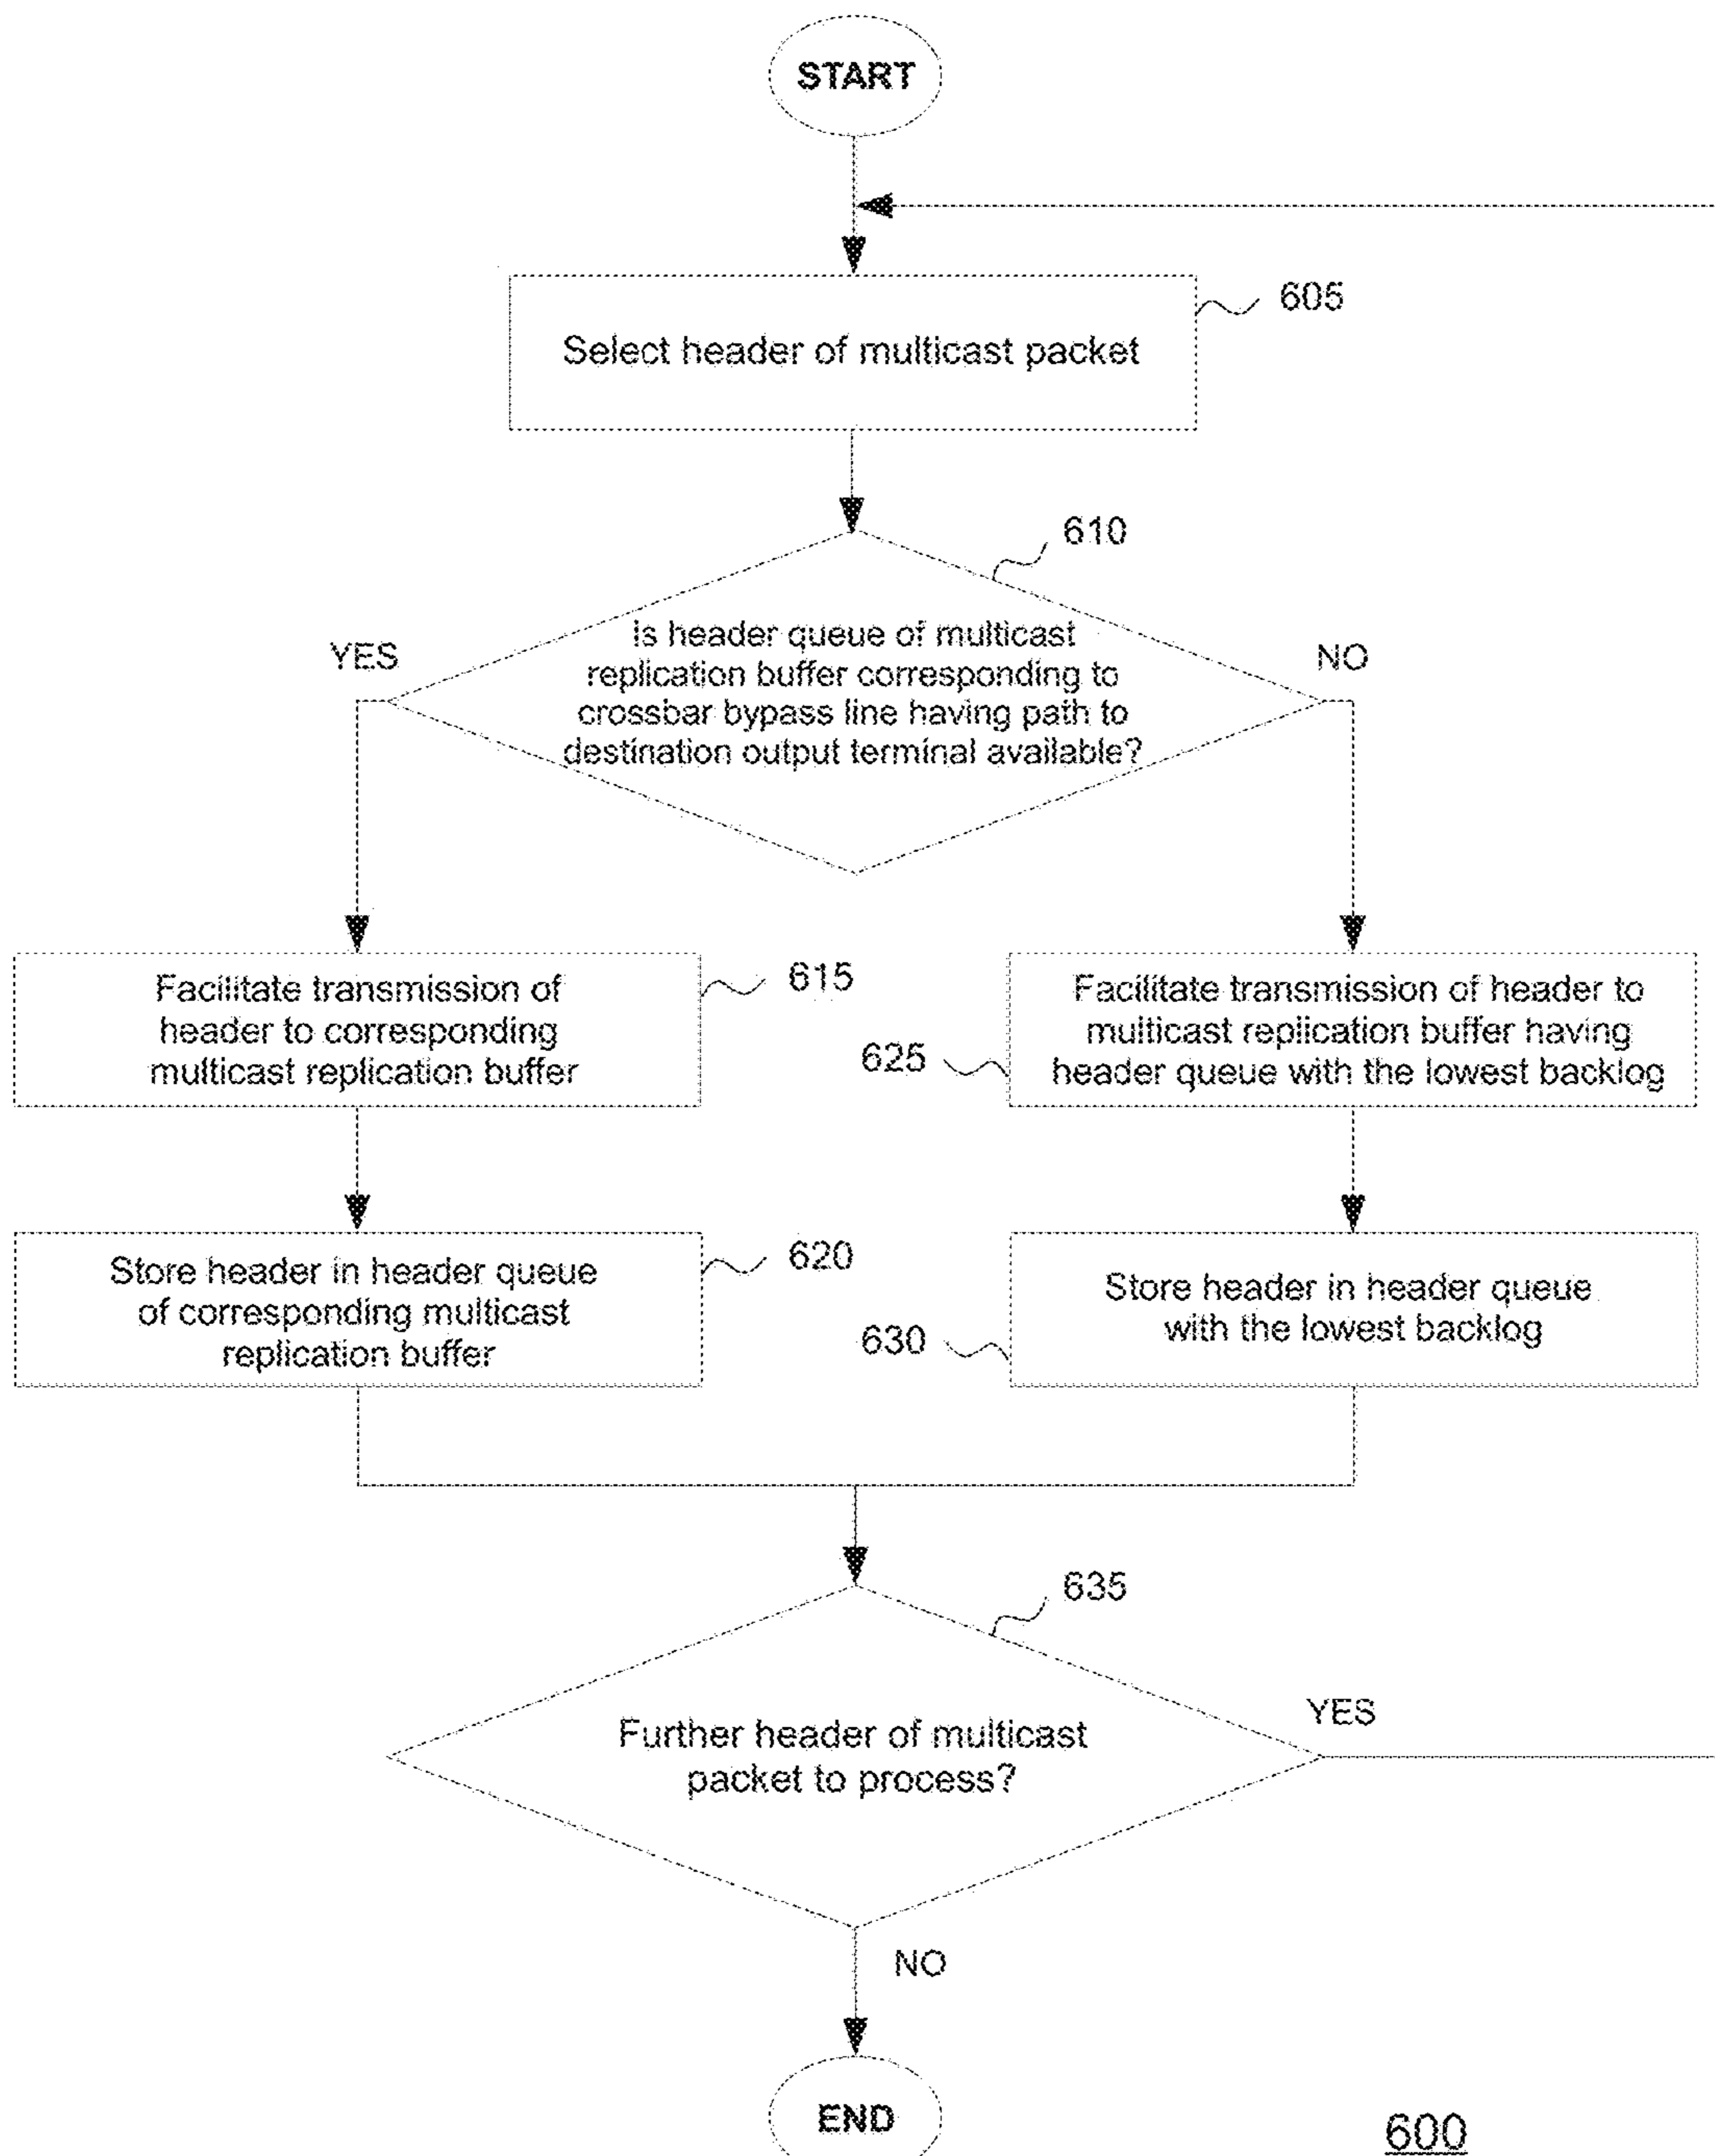 START
Select header of multicast packet
605
610
Is header queue of multicast
replication buffer corresponding to
crossbar bypass line having path to
destination output terminal available?
YES
NO
Facilitate transmission of
header to corresponding
multicast replication buffer
615
Facilitate transmission of header to
multicast replication buffer having
header queue with the lowest backlog
625
Store header in header queue
of corresponding multicast
replication buffer
620
Store header in header queue
with the lowest backlog
630
635
Further header of multicast
packet to process?
YES
NO
END
600